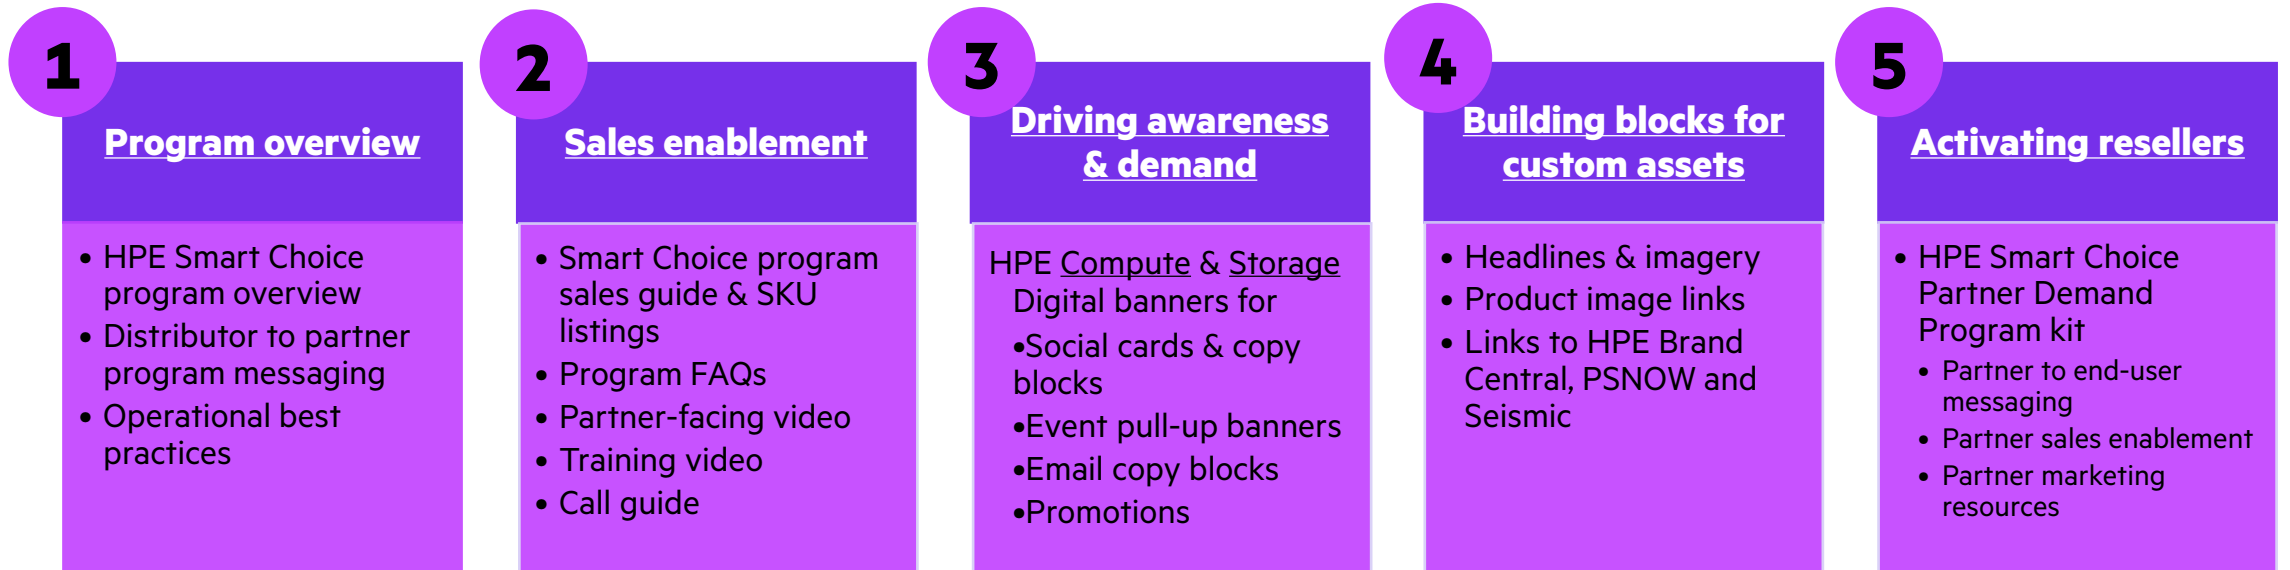 1
Program overview
• HPE Smart Choice
program overview
• Distributor to partner
program messaging
• Operational best
practices
2
Sales enablement
• Smart Choice program
sales guide & SKU
listings
• Program FAQs
• Partner-facing video
• Training video
• Call guide
3
Driving awareness
& demand
HPE Compute & Storage
Digital banners for
•Social cards & copy
blocks
•Event pull-up banners
•Email copy blocks
•Promotions
4
Building blocks for
custom assets
• Headlines & imagery
• Product image links
• Links to HPE Brand
Central, PSNOW and
Seismic
5
Activating resellers
• HPE Smart Choice
Partner Demand
Program kit
• Partner to end-user
messaging
• Partner sales enablement
• Partner marketing
resources